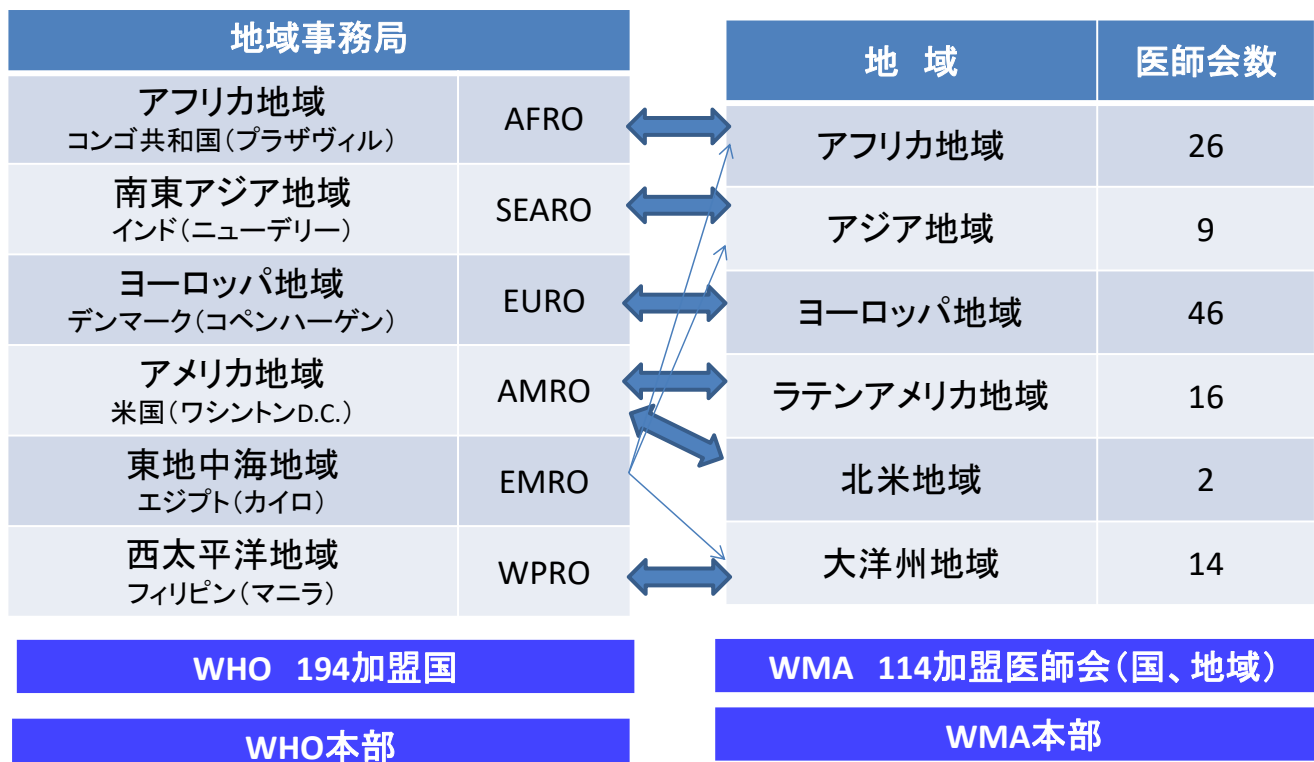 地域事務局
アフリカ地域
コンゴ共和国(プラザヴィル)
AFRO
南東アジア地域
インド(ニューデリー)
SEARO
ヨーロッパ地域
デンマーク(コペンハーゲン)
EURO
アメリカ地域
米国(ワシントンD.C.)
AMRO
東地中海地域
エジプト(カイロ)
EMRO
西太平洋地域
フィリピン(マニラ)
WPRO
WHO 194加盟国
WHO本部
地 域 医師会数
アフリカ地域 26
アジア地域 9
ヨーロッパ地域 46
ラテンアメリカ地域 16
北米地域 2
大洋州地域 14
WMA 114加盟医師会(国、地域)
WMA本部